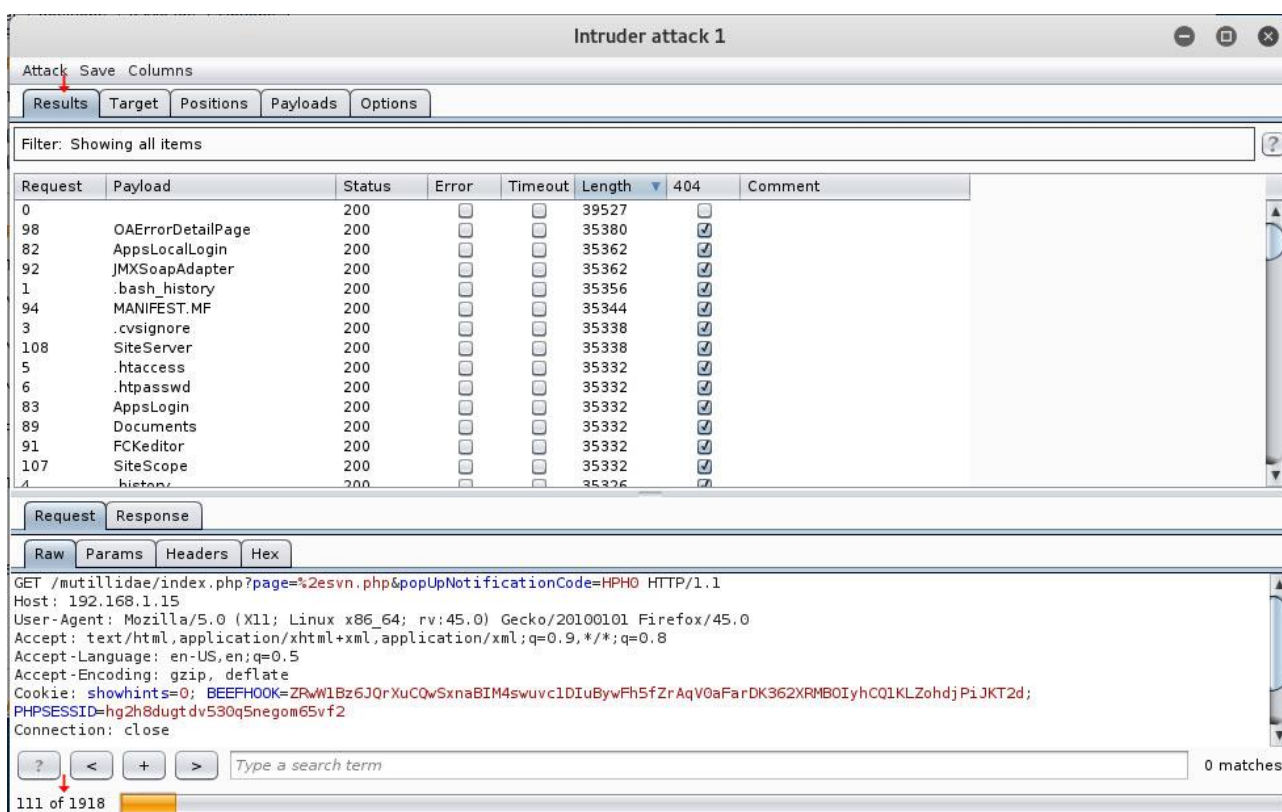 Intruder attack 1
Attack Save Columns
Results Target Positions Payloads Options
Filter: Showing all items
?
Request Payload Status Error Timeout Length 404 Comment
0 200 39527
98 OAErrorDetailPage 200 35380
82 AppsLocalLogin 200 35362
92 JMXSoapAdapter 200 35362
1 .bash_history 200 35356
94 MANIFEST.MF 200 35344
3 .cvsignore 200 35338
108 SiteServer 200 35338
5 .htaccess 200 35332
6 .htpasswd 200 35332
83 AppsLogin 200 35332
89 Documents 200 35332
91 FCKeditor 200 35332
107 SiteScope 200 35332
4 .history 200 35326
Request Response
Raw Params Headers Hex
GET /mutillidae/index.php?page=%2esvn.php&popUpNotificationCode=HPH0 HTTP/1.1
Host: 192.168.1.15
User-Agent: Mozilla/5.0 (X11; Linux x86_64; rv:45.0) Gecko/20100101 Firefox/45.0
Accept: text/html,application/xhtml+xml,application/xml;q=0.9,*/*;q=0.8
Accept-Language: en-US,en;q=0.5
Accept-Encoding: gzip, deflate
Cookie: showhints=0; BEEFHOOK=ZRwW1Bz6JQrXuCQwSxnaBIM4swuvc1DIuBywFh5fZrAqV0aFarDK362XRMBOIyhCQ1KLZohdjPiJKT2d;
PHPSESSID=hg2h8dugtdv530q5negom65vf2
Connection: close
? < + > Type a search term 0 matches
111 of 1918